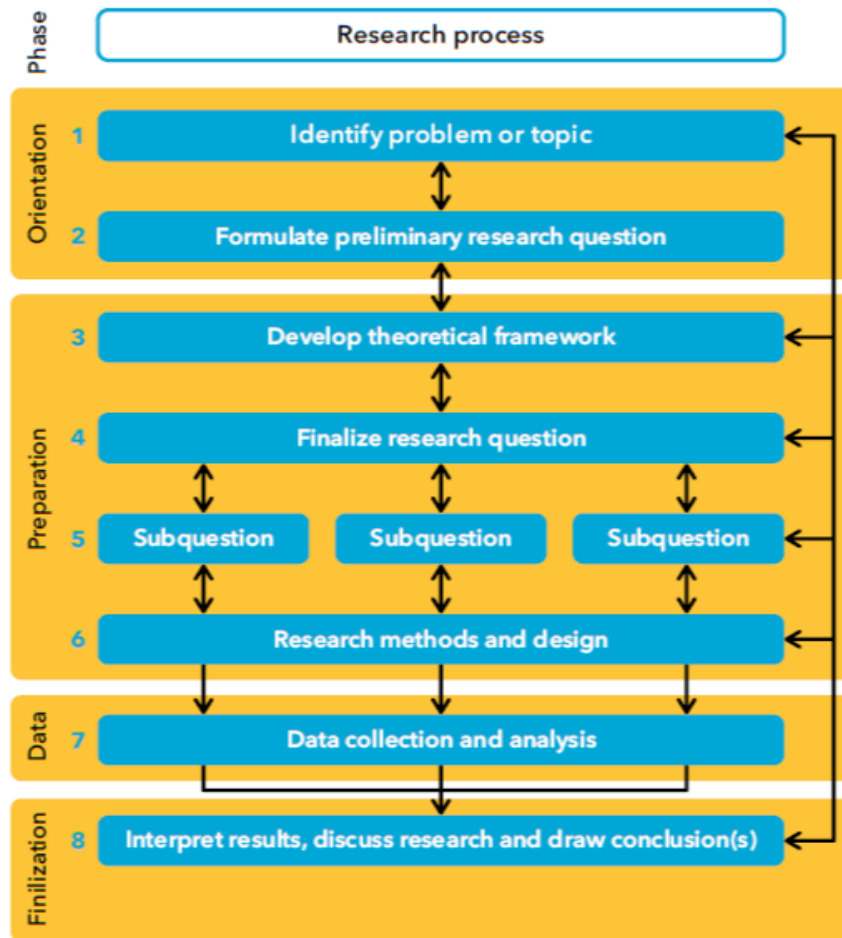 Phase
Research process
Orientation
1 Identify problem or topic
2 Formulate preliminary research question
Preparation
3 Develop theoretical framework
4 Finalize research question
5 Subquestion Subquestion Subquestion
6 Research methods and design
Data
7 Data collection and analysis
Finilization
8 Interpret results, discuss research and draw conclusion(s)